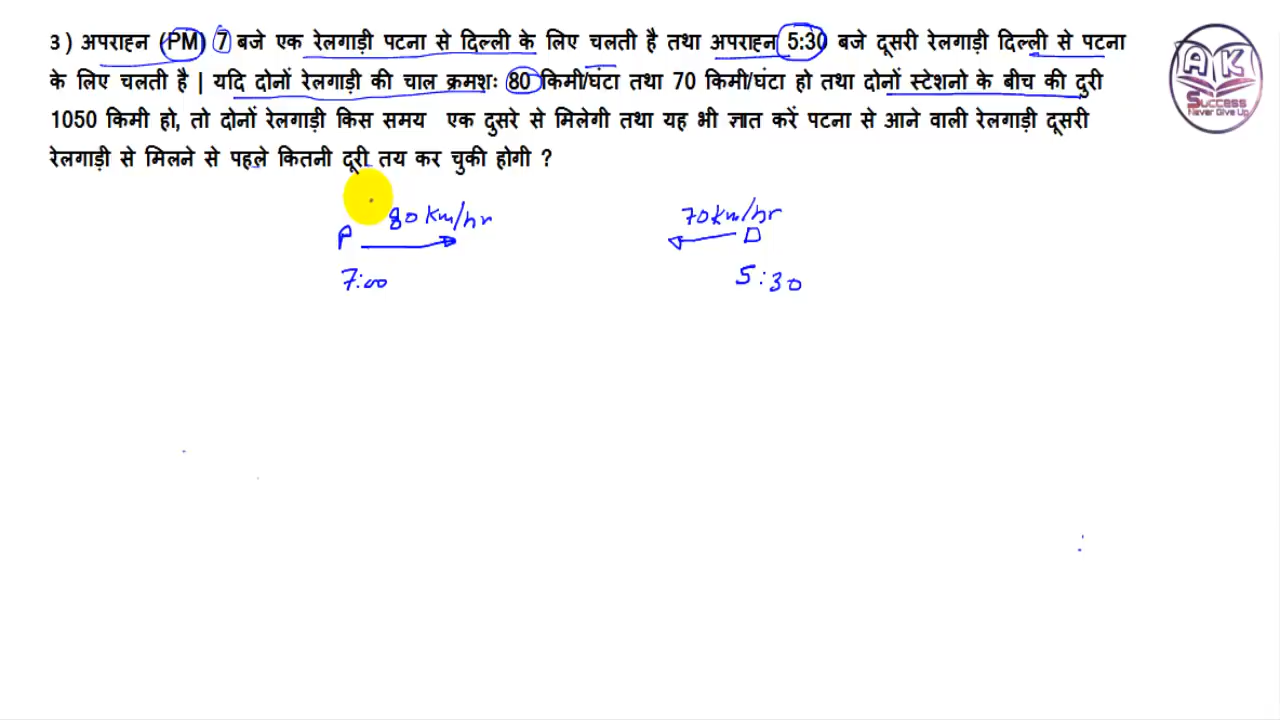 3 ) अपराह्न (PM) 7 बजे एक रेलगाड़ी पटना से दिल्ली के लिए चलती है तथा अपराह्न 5:30 बजे दूसरी रेलगाड़ी दिल्ली से पटना
के लिए चलती है | यदि दोनों रेलगाड़ी की चाल क्रमशः 80 किमी/घंटा तथा 70 किमी/घंटा हो तथा दोनों स्टेशनो के बीच की दुरी
1050 किमी हो, तो दोनों रेलगाड़ी किस समय एक दुसरे से मिलेगी तथा यह भी ज्ञात करें पटना से आने वाली रेलगाड़ी दूसरी
रेलगाड़ी से मिलने से पहले कितनी दूरी तय कर चुकी होगी ?
80 km/hr
70km/hr
P
D
7:00
5:30
AK
Success
Never Give Up